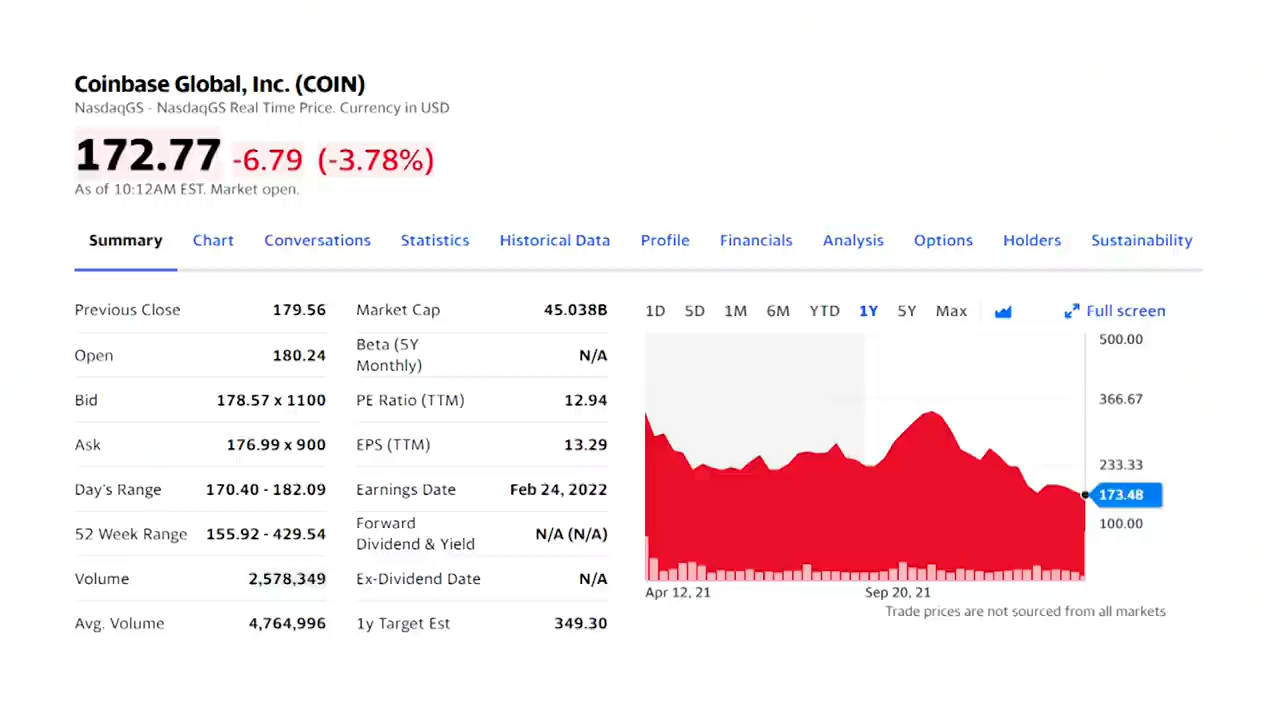 Coinbase Global, Inc. (COIN)
NasdaqGS - NasdaqGS Real Time Price. Currency in USD
172.77 -6.79 (-3.78%)
As of 10:12AM EST. Market open.
Summary Chart Conversations Statistics Historical Data Profile Financials Analysis Options Holders Sustainability
Previous Close 179.56
Open 180.24
Bid 178.57 x 1100
Ask 176.99 x 900
Day's Range 170.40 - 182.09
52 Week Range 155.92 - 429.54
Volume 2,578,349
Avg. Volume 4,764,996
Market Cap 45.038B
Beta (5Y
Monthly) N/A
PE Ratio (TTM) 12.94
EPS (TTM) 13.29
Earnings Date Feb 24, 2022
Forward
Dividend & Yield N/A (N/A)
Ex-Dividend Date N/A
1y Target Est 349.30
1D 5D 1M 6M YTD 1Y 5Y Max Full screen
500.00
366.67
233.33
173.48
100.00
Apr 12, 21 Sep 20, 21
Trade prices are not sourced from all markets